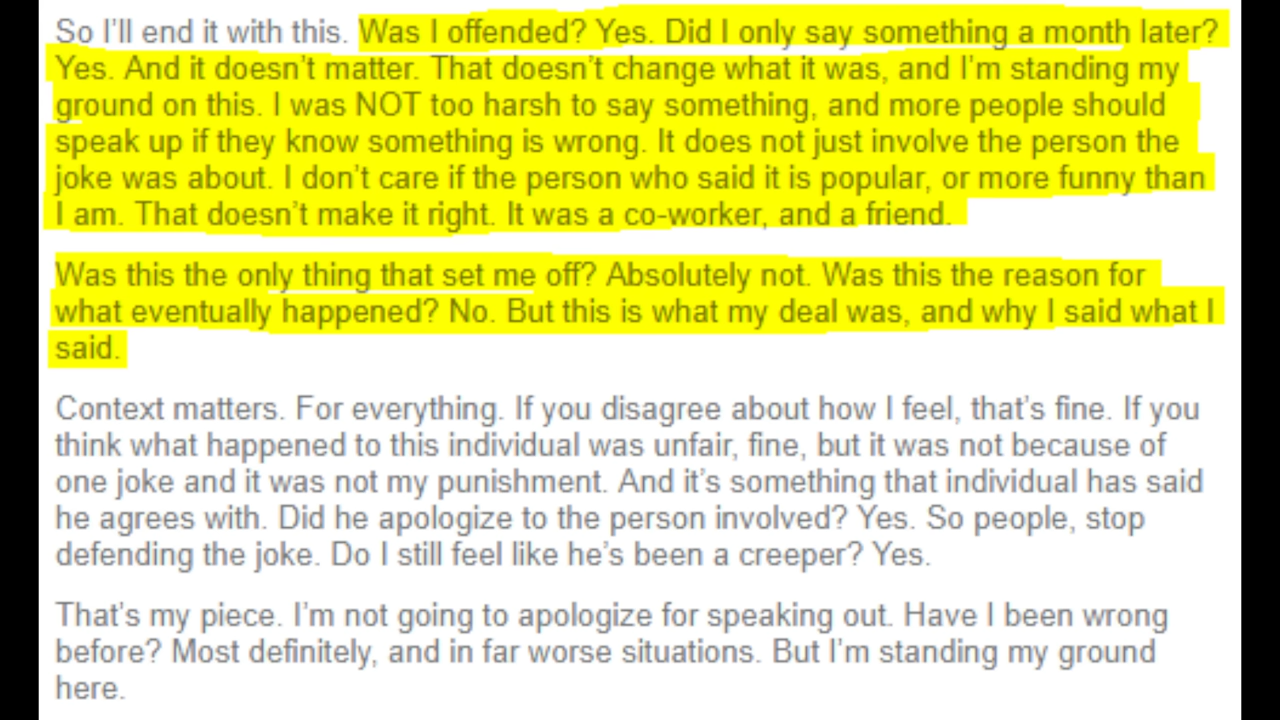 So I'll end it with this. Was I offended? Yes. Did I only say something a month later?
Yes. And it doesn't matter. That doesn't change what it was, and I'm standing my
ground on this. I was NOT too harsh to say something, and more people should
speak up if they know something is wrong. It does not just involve the person the
joke was about. I don't care if the person who said it is popular, or more funny than
I am. That doesn't make it right. It was a co-worker, and a friend.
Was this the only thing that set me off? Absolutely not. Was this the reason for
what eventually happened? No. But this is what my deal was, and why I said what I
said.
Context matters. For everything. If you disagree about how I feel, that's fine. If you
think what happened to this individual was unfair, fine, but it was not because of
one joke and it was not my punishment. And it's something that individual has said
he agrees with. Did he apologize to the person involved? Yes. So people, stop
defending the joke. Do I still feel like he's been a creeper? Yes.
That's my piece. I'm not going to apologize for speaking out. Have I been wrong
before? Most definitely, and in far worse situations. But I'm standing my ground
here.